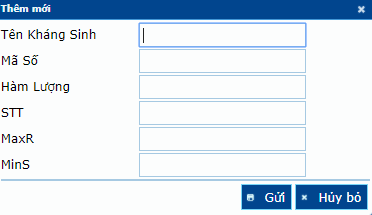 Thêm mới
Tên Kháng Sinh
Mã Số
Hàm Lượng
STT
MaxR
MinS
Gửi
Hủy bỏ